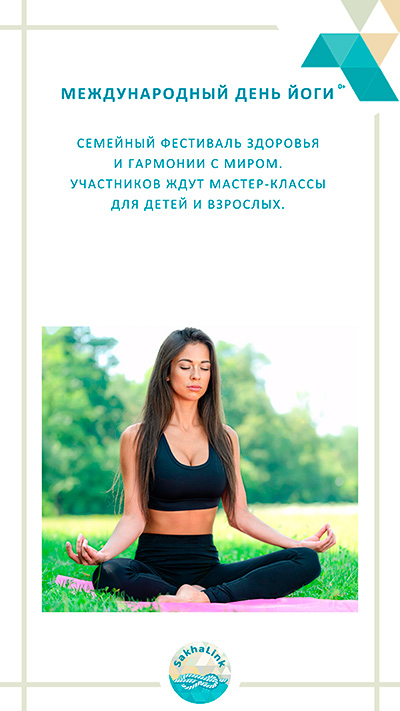 МЕЖДУНАРОДНЫЙ ДЕНЬ ЙОГИ 0+
СЕМЕЙНЫЙ ФЕСТИВАЛЬ ЗДОРОВЬЯ
И ГАРМОНИИ С МИРОМ.
УЧАСТНИКОВ ЖДУТ МАСТЕР-КЛАССЫ
ДЛЯ ДЕТЕЙ И ВЗРОСЛЫХ.
SakhaLink